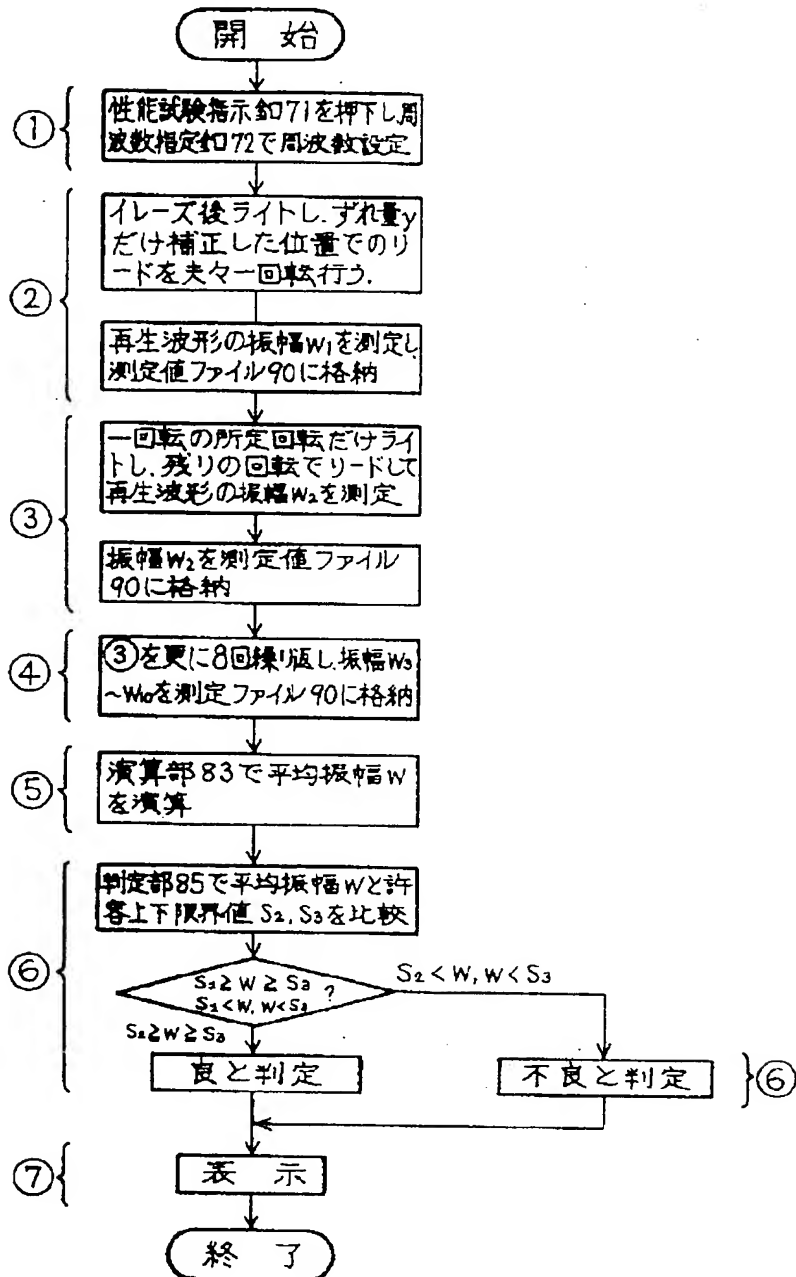 開 始
①
性能試験指示釦71を押下し周
波数指定釦72で周波数設定
②
イレーズ後ライトし.ずれ量y
だけ補正した位置でのリ
ードを夫々一回転行う.
再生波形の振幅W₁を測定し
測定値ファイル90に格納
③
一回転の所定回転だけライ
トし.残りの回転でリードして
再生波形の振幅W₂を測定
振幅W₂を測定値ファイル
90に格納
④
③を更に8回繰り返し.振幅W₃
~W₁₀を測定ファイル90に格納
⑤
演算部83で平均振幅W
を演算
⑥
判定部85で平均振幅Wと許
容上下限界値S₂,S₃を比較
S₂≧W≧S₃
S₂<W,W<S₃ ?
S₂<W,W<S₃
S₂≧W≧S₃
良と判定
不良と判定
⑥
⑦
表 示
終 了